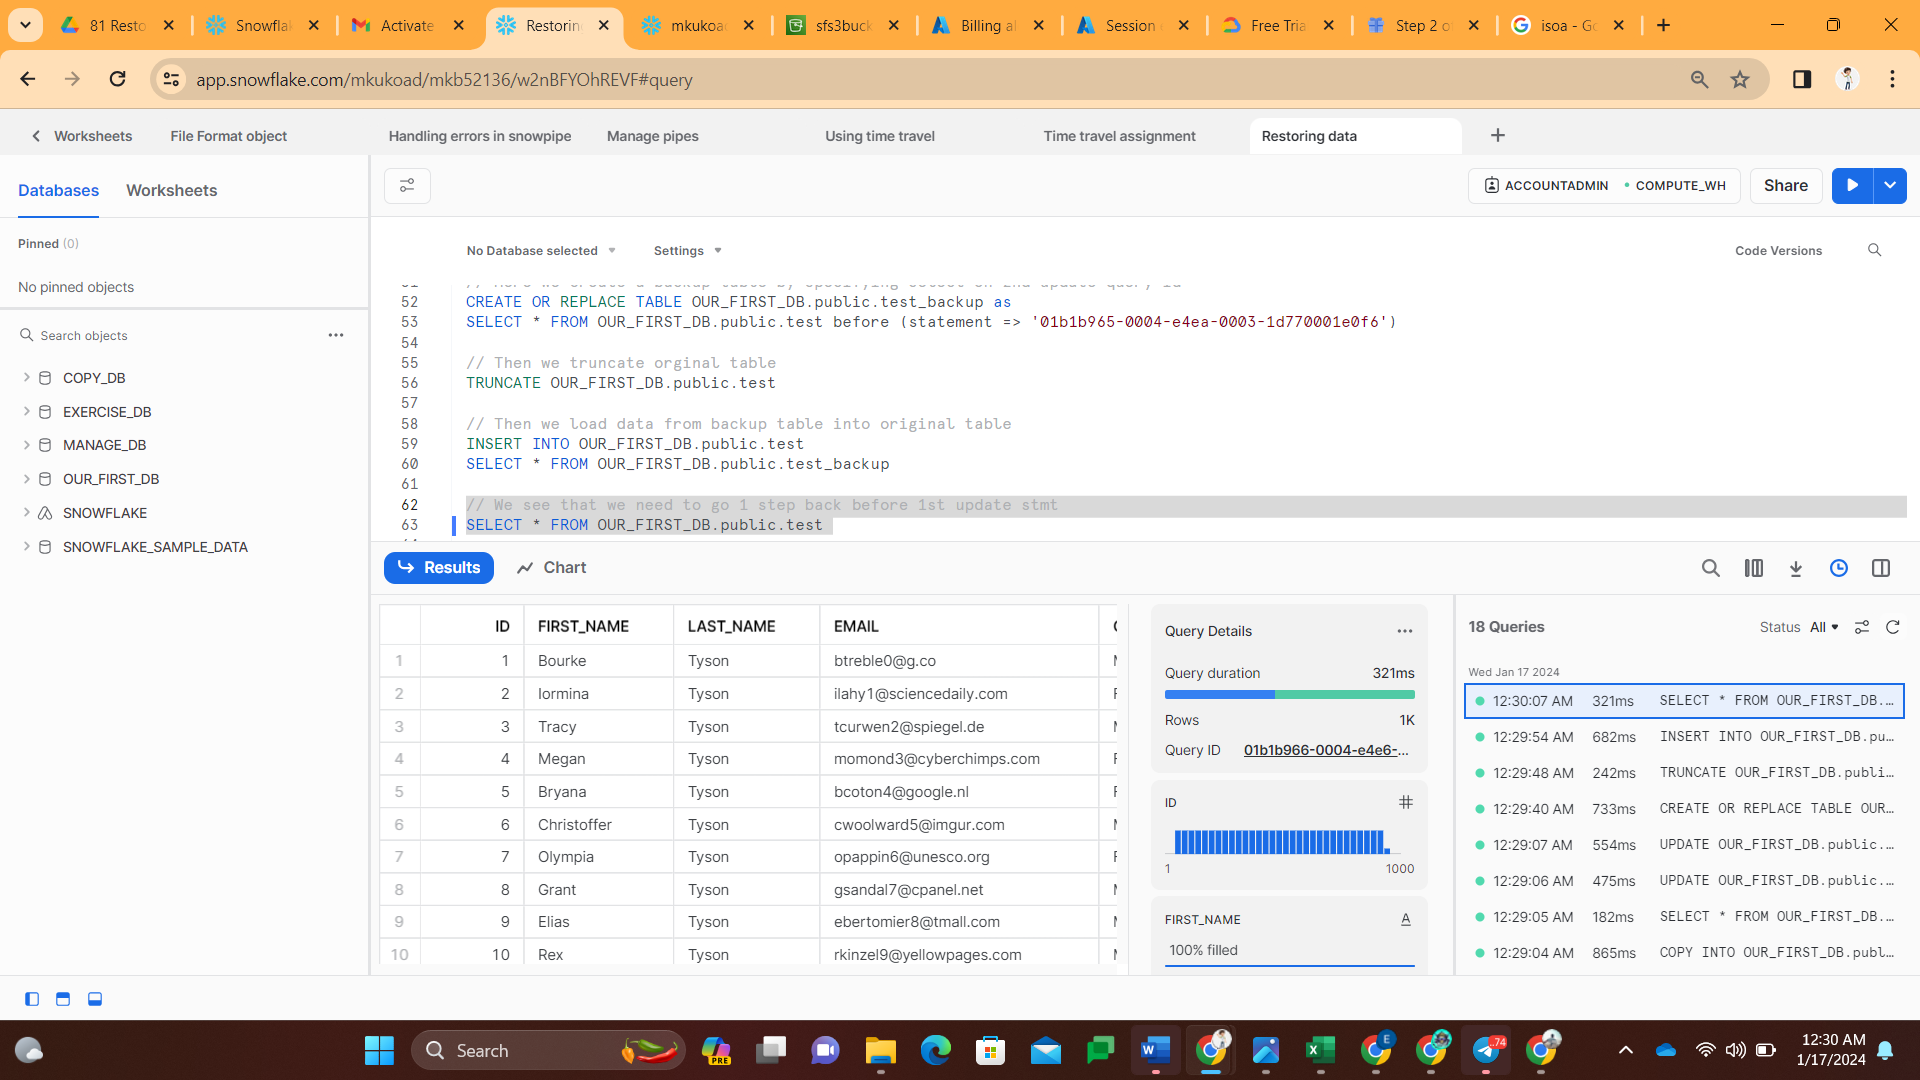 81 Resto
Snowflak
Activate
Restorin
mkukoad
sfs3buck
Billing al
Session
Free Tria
Step 2 o
isoa - Go
app.snowflake.com/mkukoad/mkb52136/w2nBFYOhREVF#query
Worksheets
File Format object
Handling errors in snowpipe
Manage pipes
Using time travel
Time travel assignment
Restoring data
Databases
Worksheets
ACCOUNTADMIN
COMPUTE_WH
Share
Pinned (0)
No pinned objects
No Database selected
Settings
Code Versions
Search objects
COPY_DB
EXERCISE_DB
MANAGE_DB
OUR_FIRST_DB
SNOWFLAKE
SNOWFLAKE_SAMPLE_DATA
52 CREATE OR REPLACE TABLE OUR_FIRST_DB.public.test_backup as
53 SELECT * FROM OUR_FIRST_DB.public.test before (statement => '01b1b965-0004-e4ea-0003-1d770001e0f6')
54
55 // Then we truncate orginal table
56 TRUNCATE OUR_FIRST_DB.public.test
57
58 // Then we load data from backup table into original table
59 INSERT INTO OUR_FIRST_DB.public.test
60 SELECT * FROM OUR_FIRST_DB.public.test_backup
61
62 // We see that we need to go 1 step back before 1st update stmt
63 SELECT * FROM OUR_FIRST_DB.public.test
Results
Chart
ID FIRST_NAME LAST_NAME EMAIL
1 1 Bourke Tyson btreble0@g.co
2 2 Iormina Tyson ilahy1@sciencedaily.com
3 3 Tracy Tyson tcurwen2@spiegel.de
4 4 Megan Tyson momond3@cyberchimps.com
5 5 Bryana Tyson bcoton4@google.nl
6 6 Christoffer Tyson cwoolward5@imgur.com
7 7 Olympia Tyson opappin6@unesco.org
8 8 Grant Tyson gsandal7@cpanel.net
9 9 Elias Tyson ebertomier8@tmall.com
10 10 Rex Tyson rkinzel9@yellowpages.com
Query Details
Query duration 321ms
Rows 1K
Query ID 01b1b966-0004-e4e6-...
ID
1 1000
FIRST_NAME
100% filled
18 Queries
Status All
Wed Jan 17 2024
12:30:07 AM 321ms SELECT * FROM OUR_FIRST_DB....
12:29:54 AM 682ms INSERT INTO OUR_FIRST_DB.pu...
12:29:48 AM 242ms TRUNCATE OUR_FIRST_DB.publi...
12:29:40 AM 733ms CREATE OR REPLACE TABLE OUR...
12:29:07 AM 554ms UPDATE OUR_FIRST_DB.public....
12:29:06 AM 475ms UPDATE OUR_FIRST_DB.public....
12:29:05 AM 182ms SELECT * FROM OUR_FIRST_DB....
12:29:04 AM 865ms COPY INTO OUR_FIRST_DB.publ...
Search
PRE
E
74
12:30 AM
1/17/2024